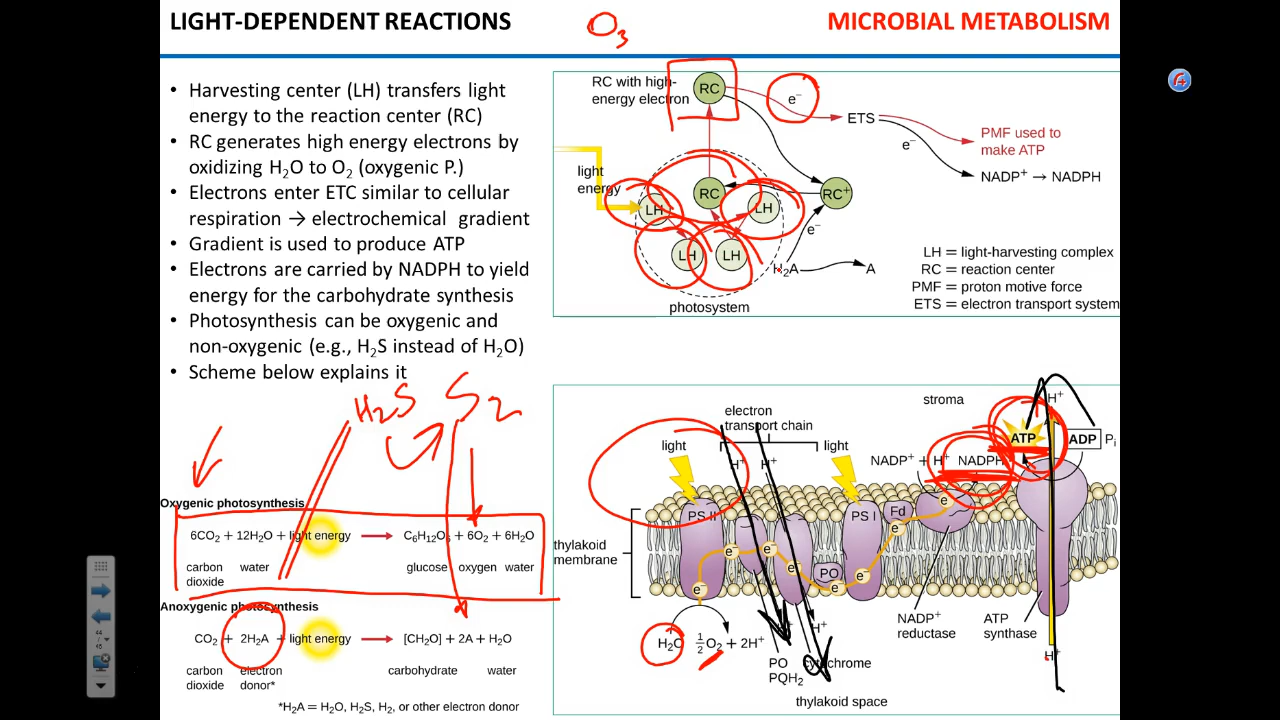 LIGHT-DEPENDENT REACTIONS
O₃
MICROBIAL METABOLISM
• Harvesting center (LH) transfers light
energy to the reaction center (RC)
• RC generates high energy electrons by
oxidizing H₂O to O₂ (oxygenic P.)
• Electrons enter ETC similar to cellular
respiration → electrochemical gradient
• Gradient is used to produce ATP
• Electrons are carried by NADPH to yield
energy for the carbohydrate synthesis
• Photosynthesis can be oxygenic and
non-oxygenic (e.g., H₂S instead of H₂O)
• Scheme below explains it
H2S S2
Oxygenic photosynthesis
6CO₂ + 12H₂O + light energy → C₆H₁₂O₆ + 6O₂ + 6H₂O
carbon water glucose oxygen water
dioxide
Anoxygenic photosynthesis
CO₂ + 2H₂A + light energy → [CH₂O] + 2A + H₂O
carbon electron carbohydrate water
dioxide donor*
*H₂A = H₂O, H₂S, H₂, or other electron donor
RC with high-
energy electron
RC
e⁻
ETS
e⁻
PMF used to
make ATP
NADP⁺ → NADPH
light
energy
LH
RC
LH
RC⁺
LH
LH
e⁻
H₂A
A
photosystem
LH = light-harvesting complex
RC = reaction center
PMF = proton motive force
ETS = electron transport system
electron
transport chain
stroma
H⁺
light
light
H⁺ H⁺
NADP⁺ + H⁺ NADPH
ATP
ADP Pᵢ
PS II
PS I
Fd
e⁻
thylakoid
membrane
e⁻
e⁻
e⁻
e⁻
PO
e⁻
e⁻
e⁻
H₂O ½O₂ + 2H⁺
H⁺
H⁺
NADP⁺
reductase
ATP
synthase
PO
PQH₂
cytochrome
H⁺
thylakoid space
44
/
45